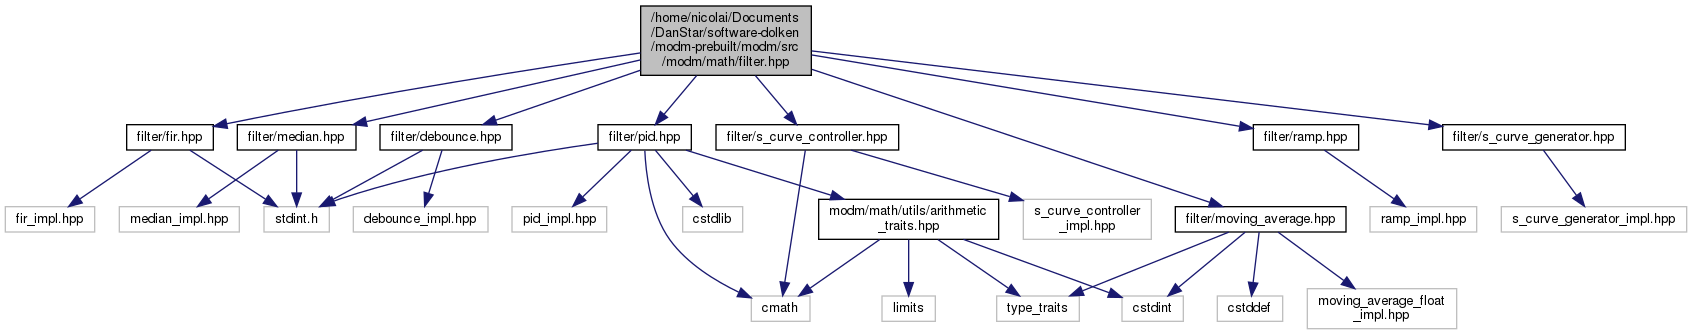 /home/nicolai/Documents
/DanStar/software-dolken
/modm-prebuilt/modm/src
/modm/math/filter.hpp
filter/fir.hpp
filter/median.hpp
filter/debounce.hpp
filter/pid.hpp
filter/s_curve_controller.hpp
filter/ramp.hpp
filter/s_curve_generator.hpp
fir_impl.hpp
median_impl.hpp
stdint.h
debounce_impl.hpp
pid_impl.hpp
cstdlib
modm/math/utils/arithmetic
_traits.hpp
s_curve_controller
_impl.hpp
filter/moving_average.hpp
ramp_impl.hpp
s_curve_generator_impl.hpp
cmath
limits
type_traits
cstdint
cstddef
moving_average_float
_impl.hpp